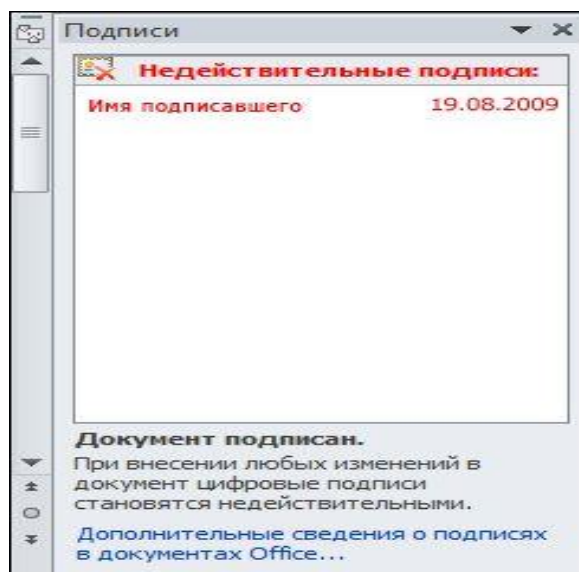 Подписи
Недействительные подписи:
Имя подписавшего 19.08.2009
Документ подписан.
При внесении любых изменений в
документ цифровые подписи
становятся недействительными.
Дополнительные сведения о подписях
в документах Office...